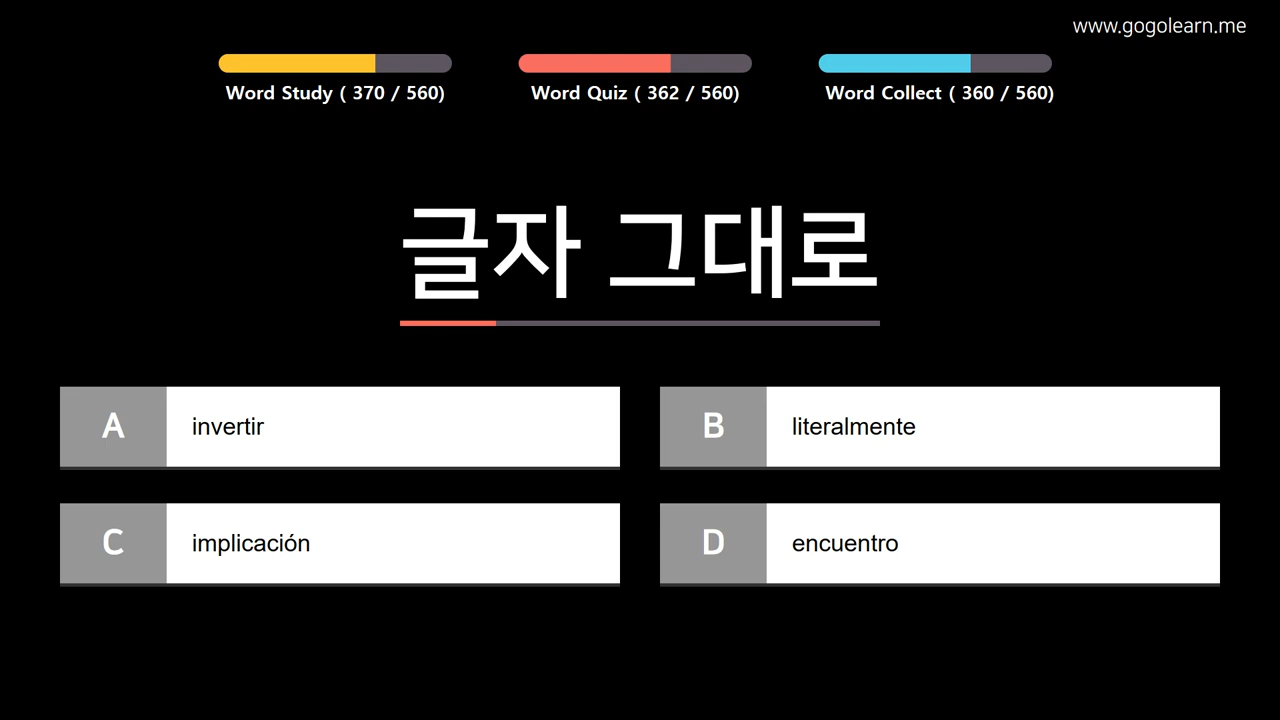 www.gogolearn.me
Word Study ( 370 / 560)
Word Quiz ( 362 / 560)
Word Collect ( 360 / 560)
글자 그대로
A invertir
B literalmente
C implicación
D encuentro